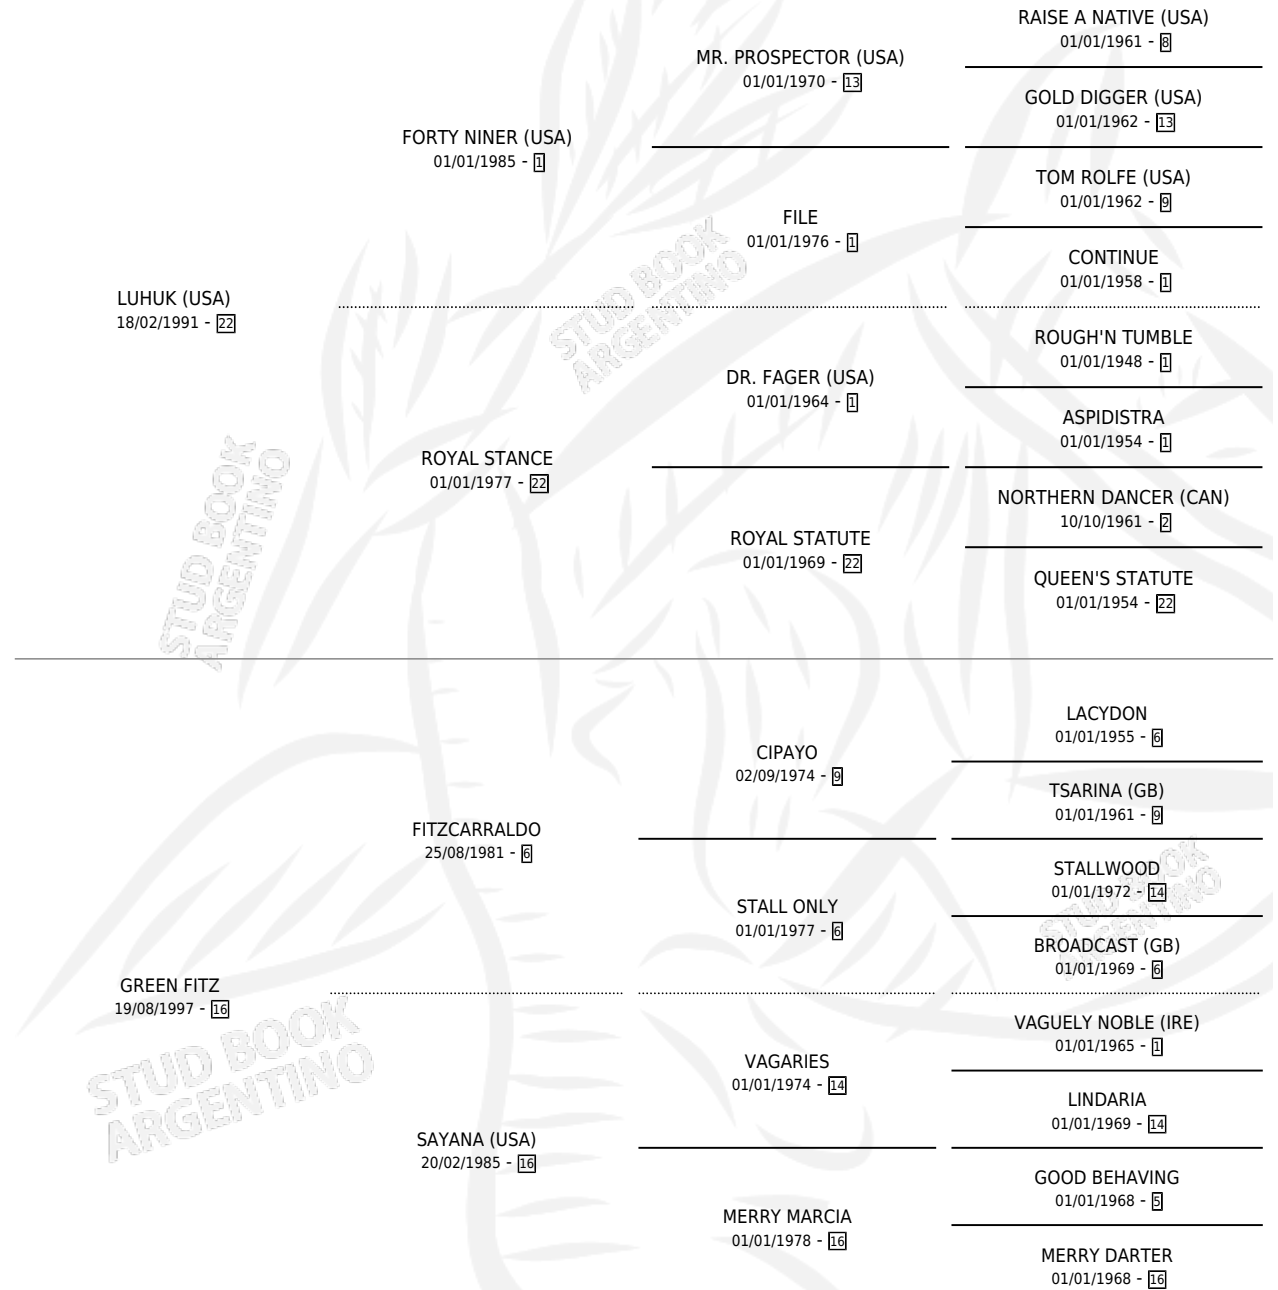 RAISE A NATIVE (USA)
01/01/1961 - 8
MR. PROSPECTOR (USA)
01/01/1970 - 13
GOLD DIGGER (USA)
01/01/1962 - 13
FORTY NINER (USA)
01/01/1985 - 1
TOM ROLFE (USA)
01/01/1962 - 9
FILE
01/01/1976 - 1
CONTINUE
01/01/1958 - 1
LUHUK (USA)
18/02/1991 - 22
ROUGH'N TUMBLE
01/01/1948 - 1
DR. FAGER (USA)
01/01/1964 - 1
ASPIDISTRA
01/01/1954 - 1
ROYAL STANCE
01/01/1977 - 22
NORTHERN DANCER (CAN)
10/10/1961 - 2
ROYAL STATUTE
01/01/1969 - 22
QUEEN'S STATUTE
01/01/1954 - 22
LACYDON
01/01/1955 - 6
CIPAYO
02/09/1974 - 9
TSARINA (GB)
01/01/1961 - 9
FITZCARRALDO
25/08/1981 - 6
STALLWOOD
01/01/1972 - 14
STALL ONLY
01/01/1977 - 6
BROADCAST (GB)
01/01/1969 - 6
GREEN FITZ
19/08/1997 - 16
VAGUELY NOBLE (IRE)
01/01/1965 - 1
VAGARIES
01/01/1974 - 14
LINDARIA
01/01/1969 - 14
SAYANA (USA)
20/02/1985 - 16
GOOD BEHAVING
01/01/1968 - 5
MERRY MARCIA
01/01/1978 - 16
MERRY DARTER
01/01/1968 - 16
STUD BOOK
ARGENTINO
STUD BOOK
ARGENTINO
STUD BOOK
ARGENTINO
STUD BOOK
ARGENTINO